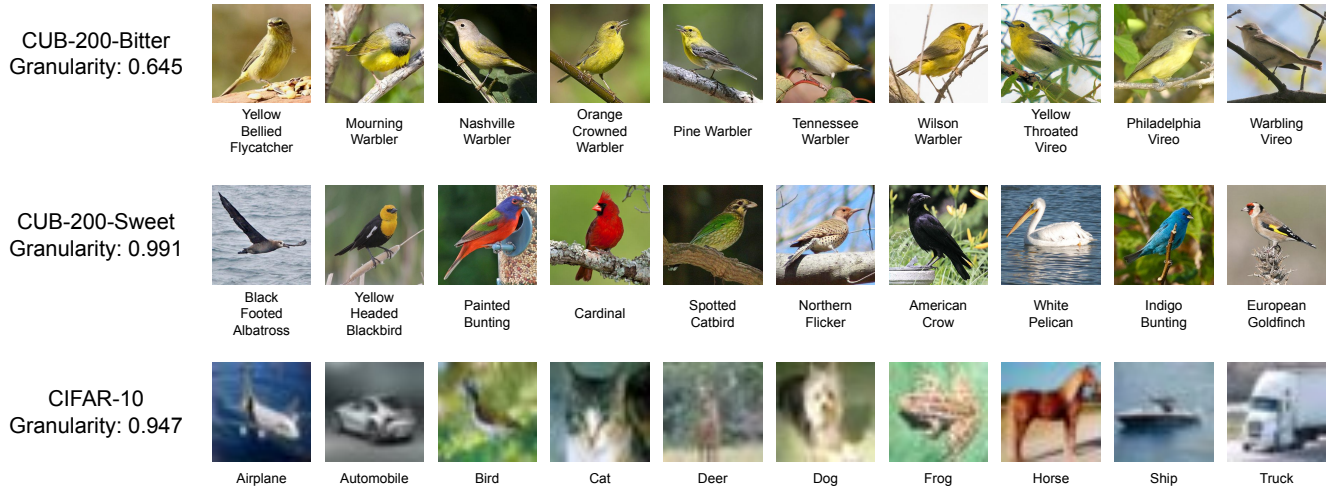 CUB-200-Bitter
Granularity: 0.645
Yellow
Bellied
Flycatcher
Mourning
Warbler
Nashville
Warbler
Orange
Crowned
Warbler
Pine Warbler
Tennessee
Warbler
Wilson
Warbler
Yellow
Throated
Vireo
Philadelphia
Vireo
Warbling
Vireo
CUB-200-Sweet
Granularity: 0.991
Black
Footed
Albatross
Yellow
Headed
Blackbird
Painted
Bunting
Cardinal
Spotted
Catbird
Northern
Flicker
American
Crow
White
Pelican
Indigo
Bunting
European
Goldfinch
CIFAR-10
Granularity: 0.947
Airplane
Automobile
Bird
Cat
Deer
Dog
Frog
Horse
Ship
Truck